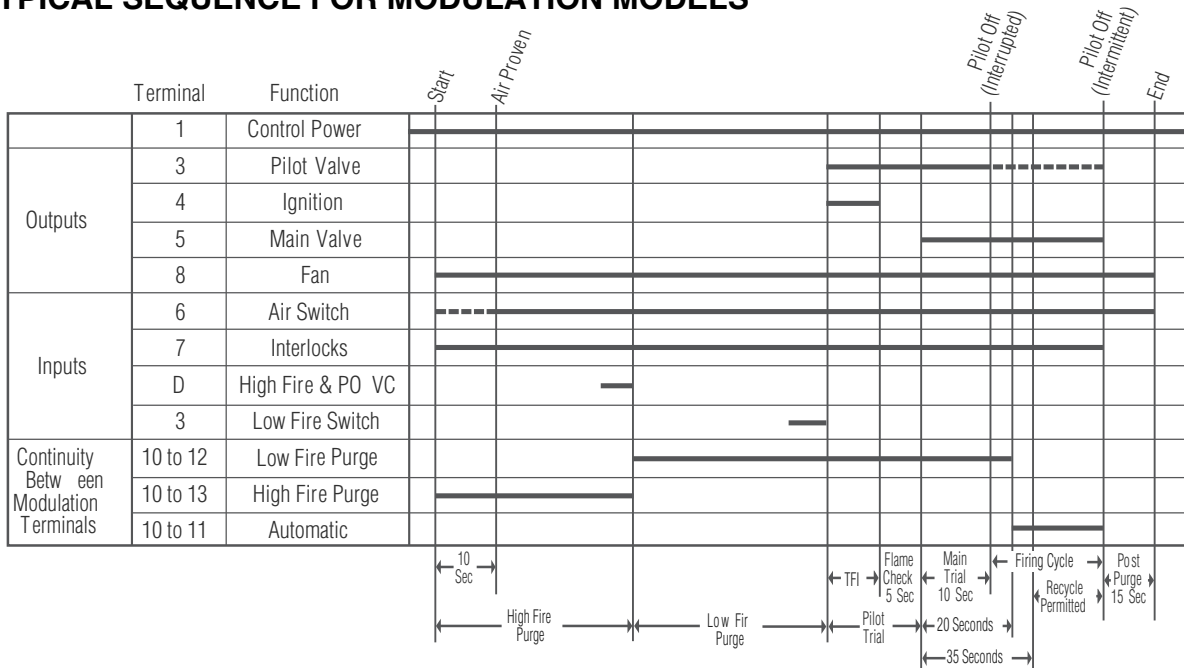 TYPICAL SEQUENCE FOR MODULATION MODELS
Start
Air Proven
Pilot Off
(Interrupted)
Pilot Off
(Intermittent)
End
Terminal Function
1 Control Power
Outputs
3 Pilot Valve
4 Ignition
5 Main Valve
8 Fan
Inputs
6 Air Switch
7 Interlocks
D High Fire & PO VC
3 Low Fire Switch
Continuity
Betw een
Modulation
Terminals
10 to 12 Low Fire Purge
10 to 13 High Fire Purge
10 to 11 Automatic
10
Sec
TFI
Flame
Check
5 Sec
Main
Trial
10 Sec
Firing Cycle
Recycle
Permitted
Post
Purge
15 Sec
High Fire
Purge
Low Fir
Purge
Pilot
Trial
20 Seconds
35 Seconds